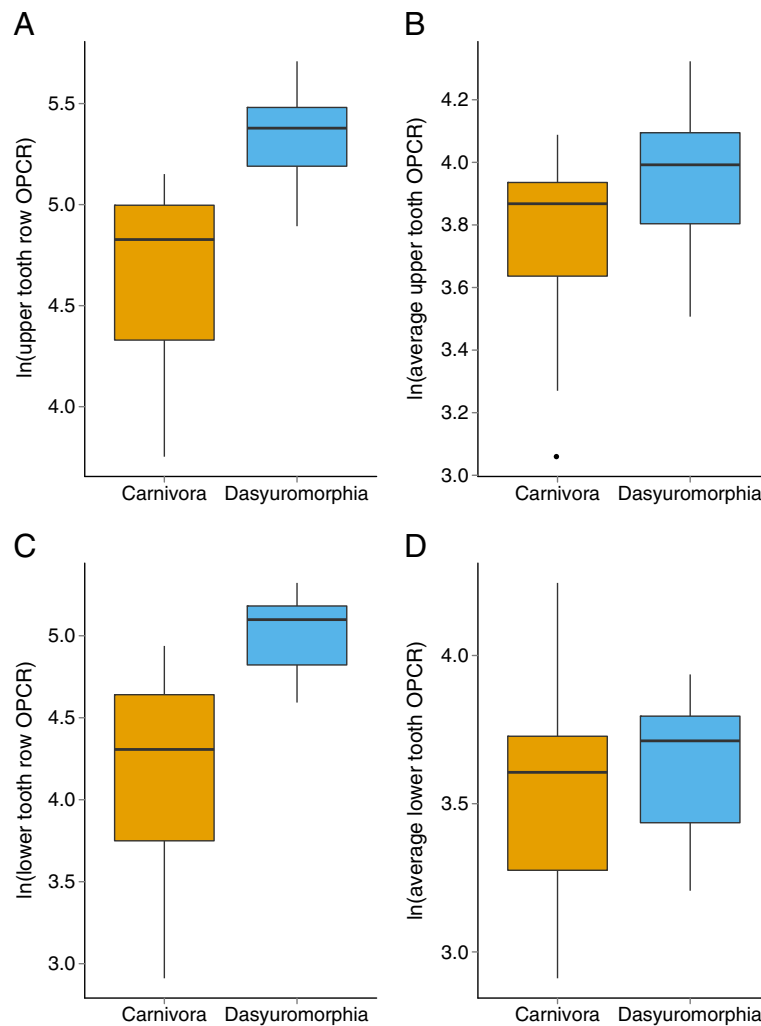 A
ln(upper tooth row OPCR)
5.5
5.0
4.5
4.0
Carnivora Dasyuromorphia
B
ln(average upper tooth OPCR)
4.2
4.0
3.8
3.6
3.4
3.2
3.0
Carnivora Dasyuromorphia
C
ln(lower tooth row OPCR)
5.0
4.5
4.0
3.5
3.0
Carnivora Dasyuromorphia
D
ln(average lower tooth OPCR)
4.0
3.5
3.0
Carnivora Dasyuromorphia